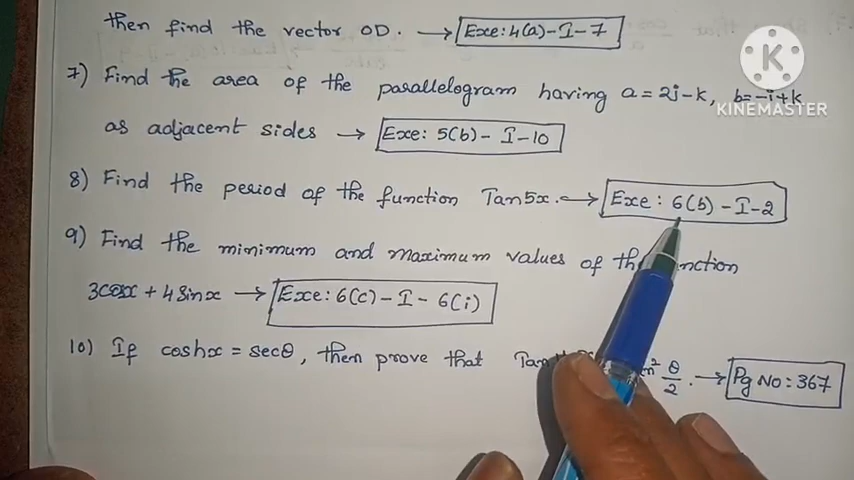 then find the vector OD. → Exe: 4(a)-I-7
7) Find the area of the parallelogram having a = 2j-k, b=-i+k
as adjacent sides → Exe: 5(b) - I-10
8) Find the period of the function Tan5x. → Exe: 6(b) - I-2
9) Find the minimum and maximum values of the function
3cosx + 4sinx → Exe: 6(c) - I - 6(i)
10) If coshx = secθ, then prove that θ/2 → Pg No: 367
K
KINEMASTER